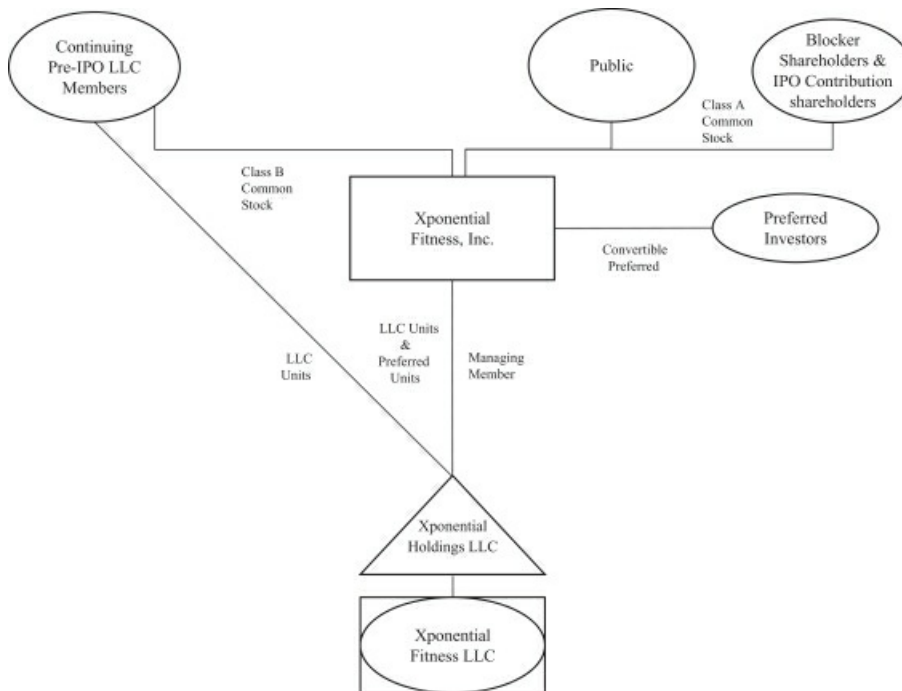 Continuing
Pre-IPO LLC
Members
Public
Blocker
Shareholders &
IPO Contribution
shareholders
Class A
Common
Stock
Class B
Common
Stock
Xponential
Fitness, Inc.
Preferred
Investors
Convertible
Preferred
LLC Units
&
Preferred
Units
Managing
Member
LLC
Units
Xponential
Holdings LLC
Xponential
Fitness LLC